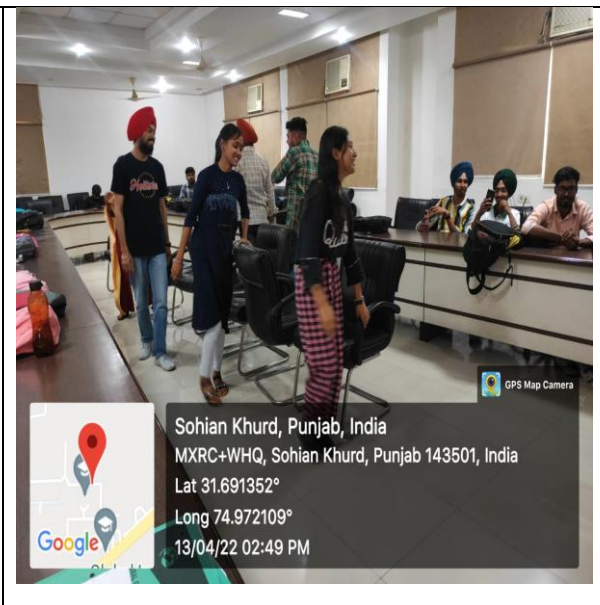 GPS Map Camera
Sohian Khurd, Punjab, India
MXRC+WHQ, Sohian Khurd, Punjab 143501, India
Lat 31.691352°
Long 74.972109°
13/04/22 02:49 PM
Google